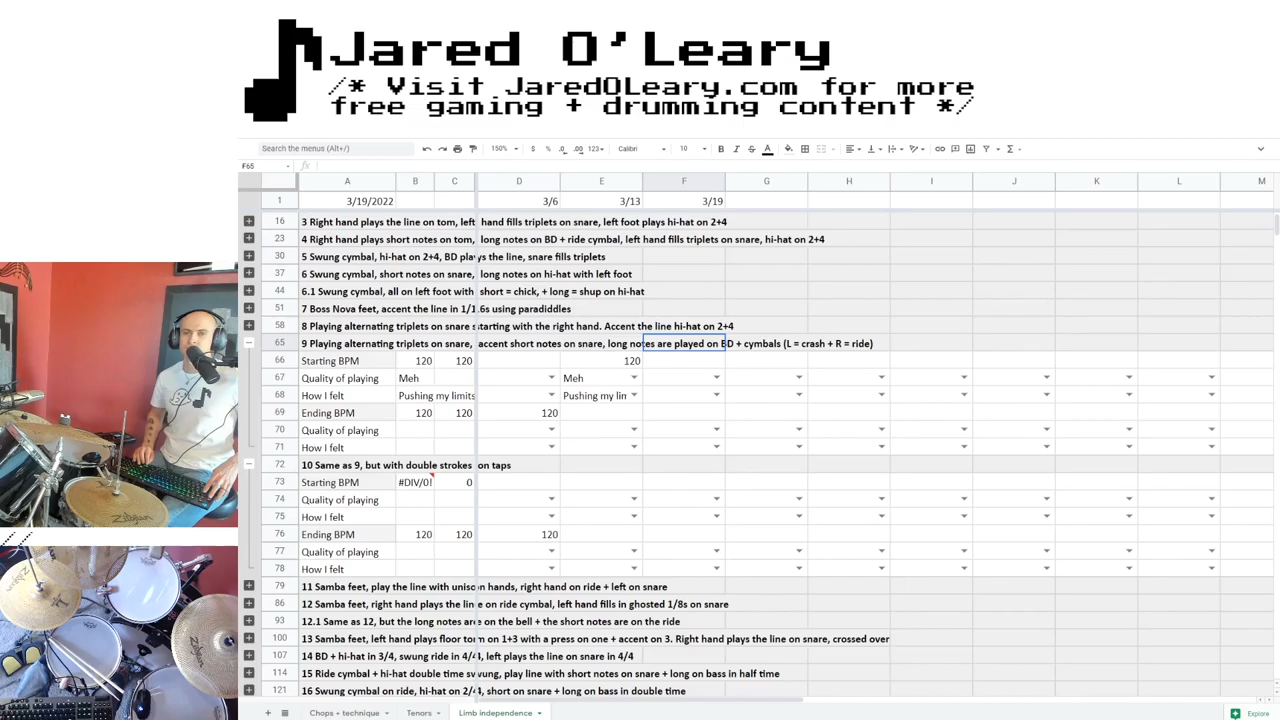 Jared O'Leary
/* Visit JaredOLeary.com for more
free gaming + drumming content */
Search the menus (Alt+/)
150%
$ % .0 .00 123
Calibri
10
B I S A
F65
fx
A B C D E F G H I J K L M
1 3/19/2022 3/6 3/13 3/19
16 3 Right hand plays the line on tom, left hand fills triplets on snare, left foot plays hi-hat on 2+4
23 4 Right hand plays short notes on tom, long notes on BD + ride cymbal, left hand fills triplets on snare, hi-hat on 2+4
30 5 Swung cymbal, hi-hat on 2+4, BD plays the line, snare fills triplets
37 6 Swung cymbal, short notes on snare, long notes on hi-hat with left foot
44 6.1 Swung cymbal, all on left foot with short = chick, + long = shup on hi-hat
51 7 Boss Nova feet, accent the line in 1/16s using paradiddles
58 8 Playing alternating triplets on snare starting with the right hand. Accent the line hi-hat on 2+4
65 9 Playing alternating triplets on snare, accent short notes on snare, long notes are played on BD + cymbals (L = crash + R = ride)
66 Starting BPM 120 120 120
67 Quality of playing Meh Meh
68 How I felt Pushing my limits Pushing my lim
69 Ending BPM 120 120 120
70 Quality of playing
71 How I felt
72 10 Same as 9, but with double strokes on taps
73 Starting BPM #DIV/0! 0
74 Quality of playing
75 How I felt
76 Ending BPM 120 120 120
77 Quality of playing
78 How I felt
79 11 Samba feet, play the line with unison hands, right hand on ride + left on snare
86 12 Samba feet, right hand plays the line on ride cymbal, left hand fills in ghosted 1/8s on snare
93 12.1 Same as 12, but the long notes are on the bell + the short notes are on the ride
100 13 Samba feet, left hand plays floor tom on 1+3 with a press on one + accent on 3. Right hand plays the line on snare, crossed over
107 14 BD + hi-hat in 3/4, swung ride in 4/4, left plays the line on snare in 4/4
114 15 Ride cymbal + hi-hat double time swung, play line with short notes on snare + long on bass in half time
121 16 Swung cymbal on ride, hi-hat on 2/4, short on snare + long on bass in double time
+ Chops + technique Tenors Limb independence
Explore
Zildjian